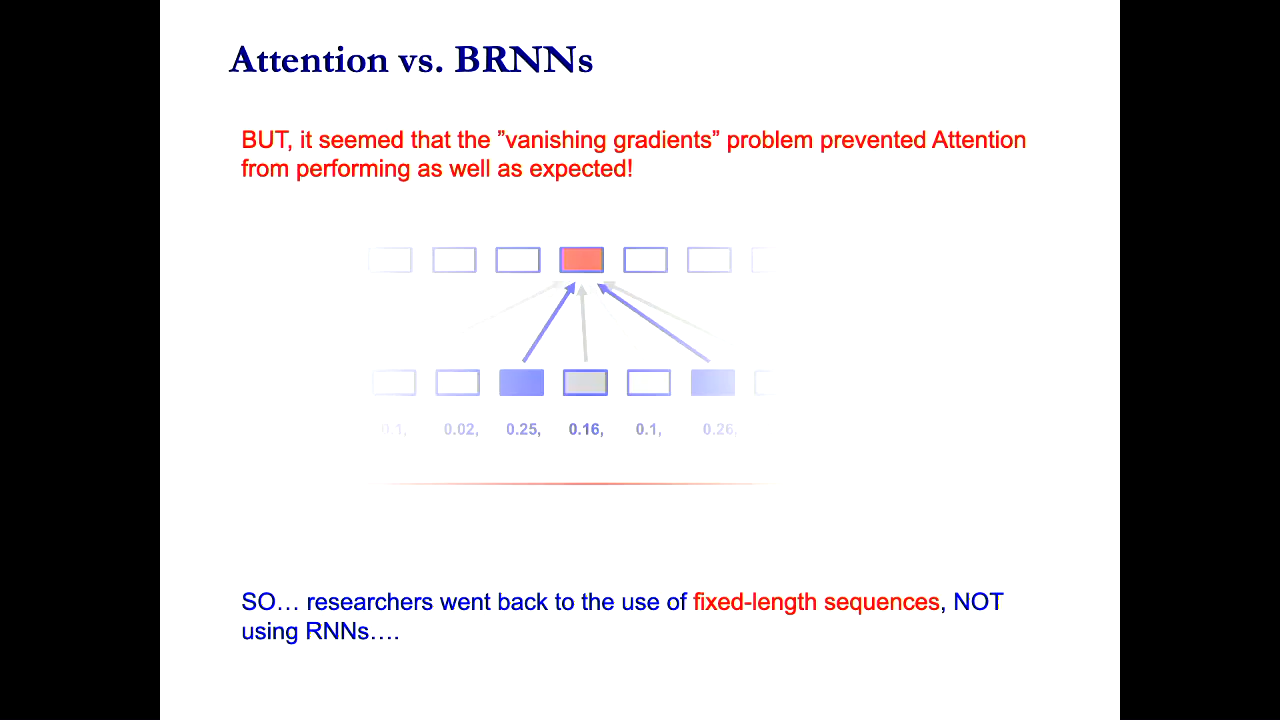 Attention vs. BRNNs
BUT, it seemed that the ”vanishing gradients” problem prevented Attention
from performing as well as expected!
0.1, 0.02, 0.25, 0.16, 0.1, 0.26,
SO… researchers went back to the use of fixed-length sequences, NOT
using RNNs….